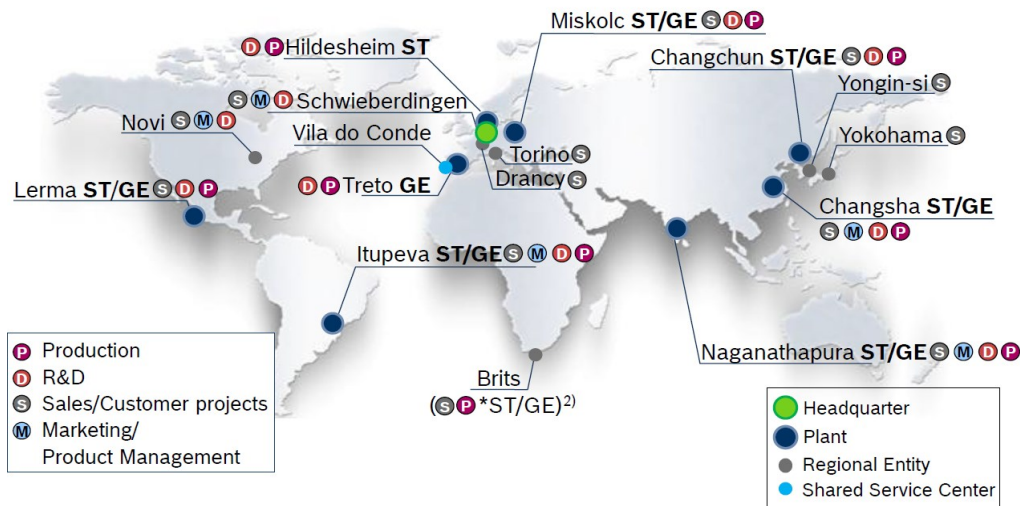 Miskolc ST/GE S D P
D P Hildesheim ST
Changchun ST/GE S D P
S M D Schwieberdingen
Yongin-si S
Novi S M D
Vila do Conde
Torino S
Yokohama S
Lerma ST/GE S D P
D P Treto GE
Drancy S
Changsha ST/GE
S M D P
Itupeva ST/GE S M D P
Naganathapura ST/GE S M D P
Brits
(S P *ST/GE)2)
P Production
D R&D
S Sales/Customer projects
M Marketing/
Product Management
Headquarter
Plant
Regional Entity
Shared Service Center